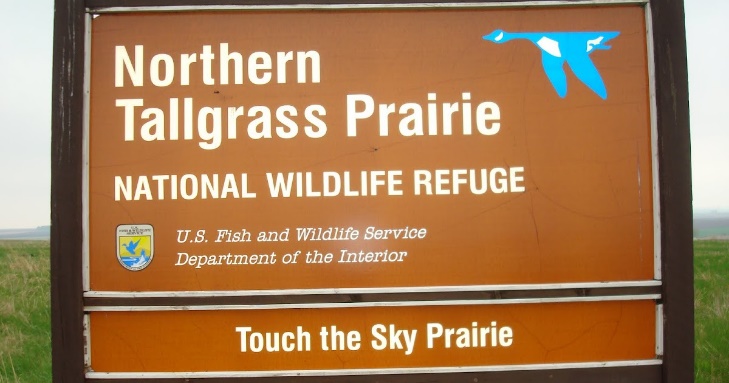 Northern
Tallgrass Prairie
NATIONAL WILDLIFE REFUGE
U.S. Fish and Wildlife Service
Department of the Interior
Touch the Sky Prairie